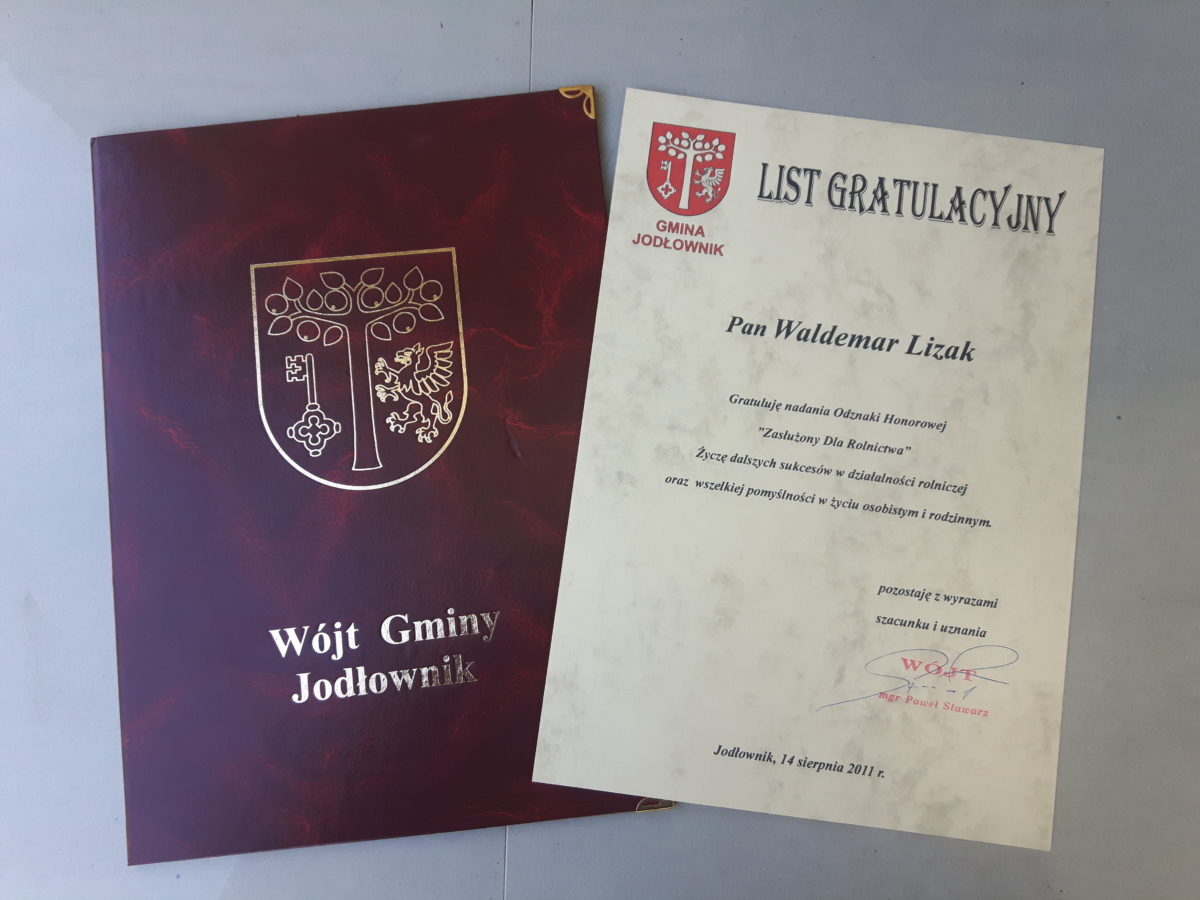 Wójt Gminy
Jodłownik
GMINA
JODŁOWNIK
LIST GRATULACYJNY
Pan Waldemar Lizak
Gratuluję nadania Odznaki Honorowej
"Zasłużony Dla Rolnictwa"
Życzę dalszych sukcesów w działalności rolniczej
oraz wszelkiej pomyślności w życiu osobistym i rodzinnym.
pozostaję z wyrazami
szacunku i uznania
WÓJT
mgr Paweł Stawarz
Jodłownik, 14 sierpnia 2011 r.